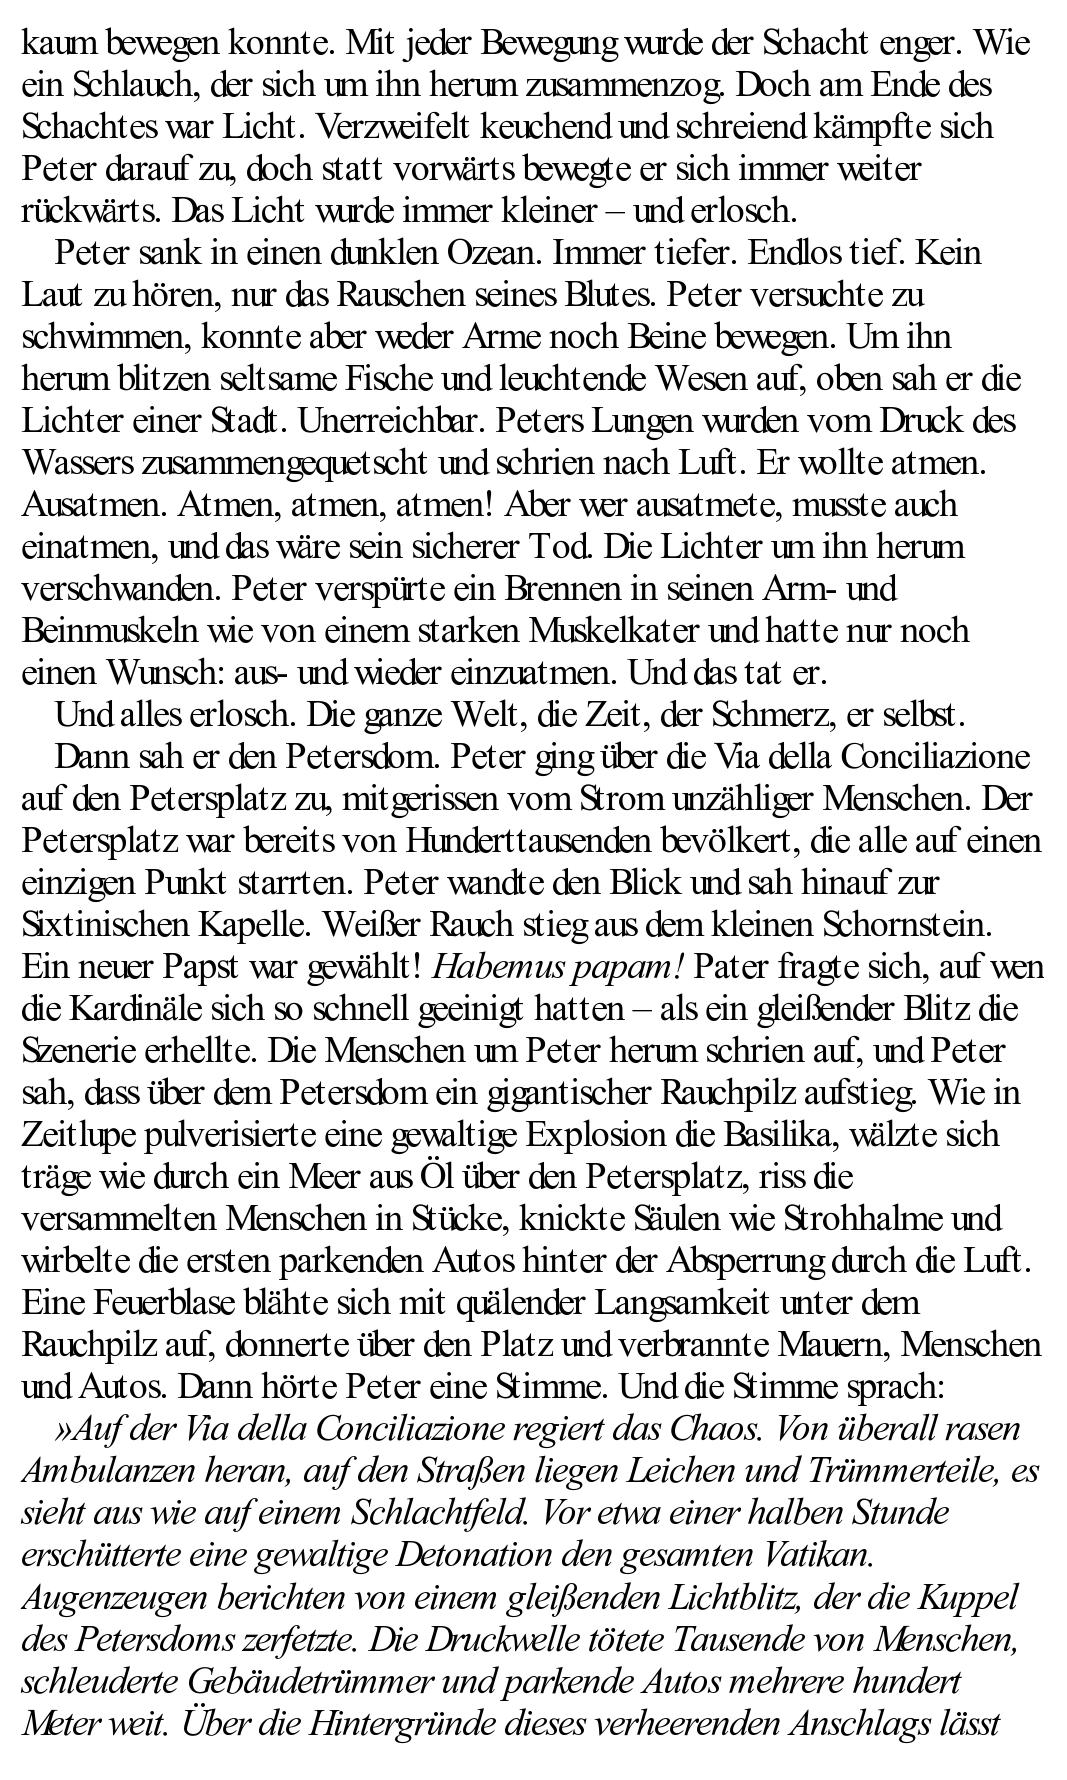 kaum bewegen konnte. Mit jeder Bewegung wurde der Schacht enger. Wie
ein Schlauch, der sich um ihn herum zusammenzog. Doch am Ende des
Schachtes war Licht. Verzweifelt keuchend und schreiend kämpfte sich
Peter darauf zu, doch statt vorwärts bewegte er sich immer weiter
rückwärts. Das Licht wurde immer kleiner – und erlosch.
Peter sank in einen dunklen Ozean. Immer tiefer. Endlos tief. Kein
Laut zu hören, nur das Rauschen seines Blutes. Peter versuchte zu
schwimmen, konnte aber weder Arme noch Beine bewegen. Um ihn
herum blitzen seltsame Fische und leuchtende Wesen auf, oben sah er die
Lichter einer Stadt. Unerreichbar. Peters Lungen wurden vom Druck des
Wassers zusammengequetscht und schrien nach Luft. Er wollte atmen.
Ausatmen. Atmen, atmen, atmen! Aber wer ausatmete, musste auch
einatmen, und das wäre sein sicherer Tod. Die Lichter um ihn herum
verschwanden. Peter verspürte ein Brennen in seinen Arm- und
Beinmuskeln wie von einem starken Muskelkater und hatte nur noch
einen Wunsch: aus- und wieder einzuatmen. Und das tat er.
Und alles erlosch. Die ganze Welt, die Zeit, der Schmerz, er selbst.
Dann sah er den Petersdom. Peter ging über die Via della Conciliazione
auf den Petersplatz zu, mitgerissen vom Strom unzähliger Menschen. Der
Petersplatz war bereits von Hunderttausenden bevölkert, die alle auf einen
einzigen Punkt starrten. Peter wandte den Blick und sah hinauf zur
Sixtinischen Kapelle. Weißer Rauch stieg aus dem kleinen Schornstein.
Ein neuer Papst war gewählt! Habemus papam! Pater fragte sich, auf wen
die Kardinäle sich so schnell geeinigt hatten – als ein gleißender Blitz die
Szenerie erhellte. Die Menschen um Peter herum schrien auf, und Peter
sah, dass über dem Petersdom ein gigantischer Rauchpilz aufstieg. Wie in
Zeitlupe pulverisierte eine gewaltige Explosion die Basilika, wälzte sich
träge wie durch ein Meer aus Öl über den Petersplatz, riss die
versammelten Menschen in Stücke, knickte Säulen wie Strohhalme und
wirbelte die ersten parkenden Autos hinter der Absperrung durch die Luft.
Eine Feuerblase blähte sich mit quälender Langsamkeit unter dem
Rauchpilz auf, donnerte über den Platz und verbrannte Mauern, Menschen
und Autos. Dann hörte Peter eine Stimme. Und die Stimme sprach:
»Auf der Via della Conciliazione regiert das Chaos. Von überall rasen
Ambulanzen heran, auf den Straßen liegen Leichen und Trümmerteile, es
sieht aus wie auf einem Schlachtfeld. Vor etwa einer halben Stunde
erschütterte eine gewaltige Detonation den gesamten Vatikan.
Augenzeugen berichten von einem gleißenden Lichtblitz, der die Kuppel
des Petersdoms zerfetzte. Die Druckwelle tötete Tausende von Menschen,
schleuderte Gebäudetrümmer und parkende Autos mehrere hundert
Meter weit. Über die Hintergründe dieses verheerenden Anschlags lässt